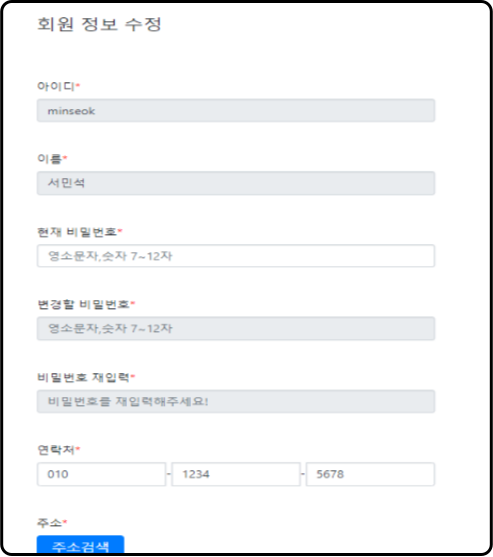 회원 정보 수정
아이디*
minseok
이름*
서민석
현재 비밀번호*
영소문자,숫자 7~12자
변경할 비밀번호*
영소문자,숫자 7~12자
비밀번호 재입력*
비밀번호를 재입력해주세요!
연락처*
010 - 1234 - 5678
주소*
주소검색